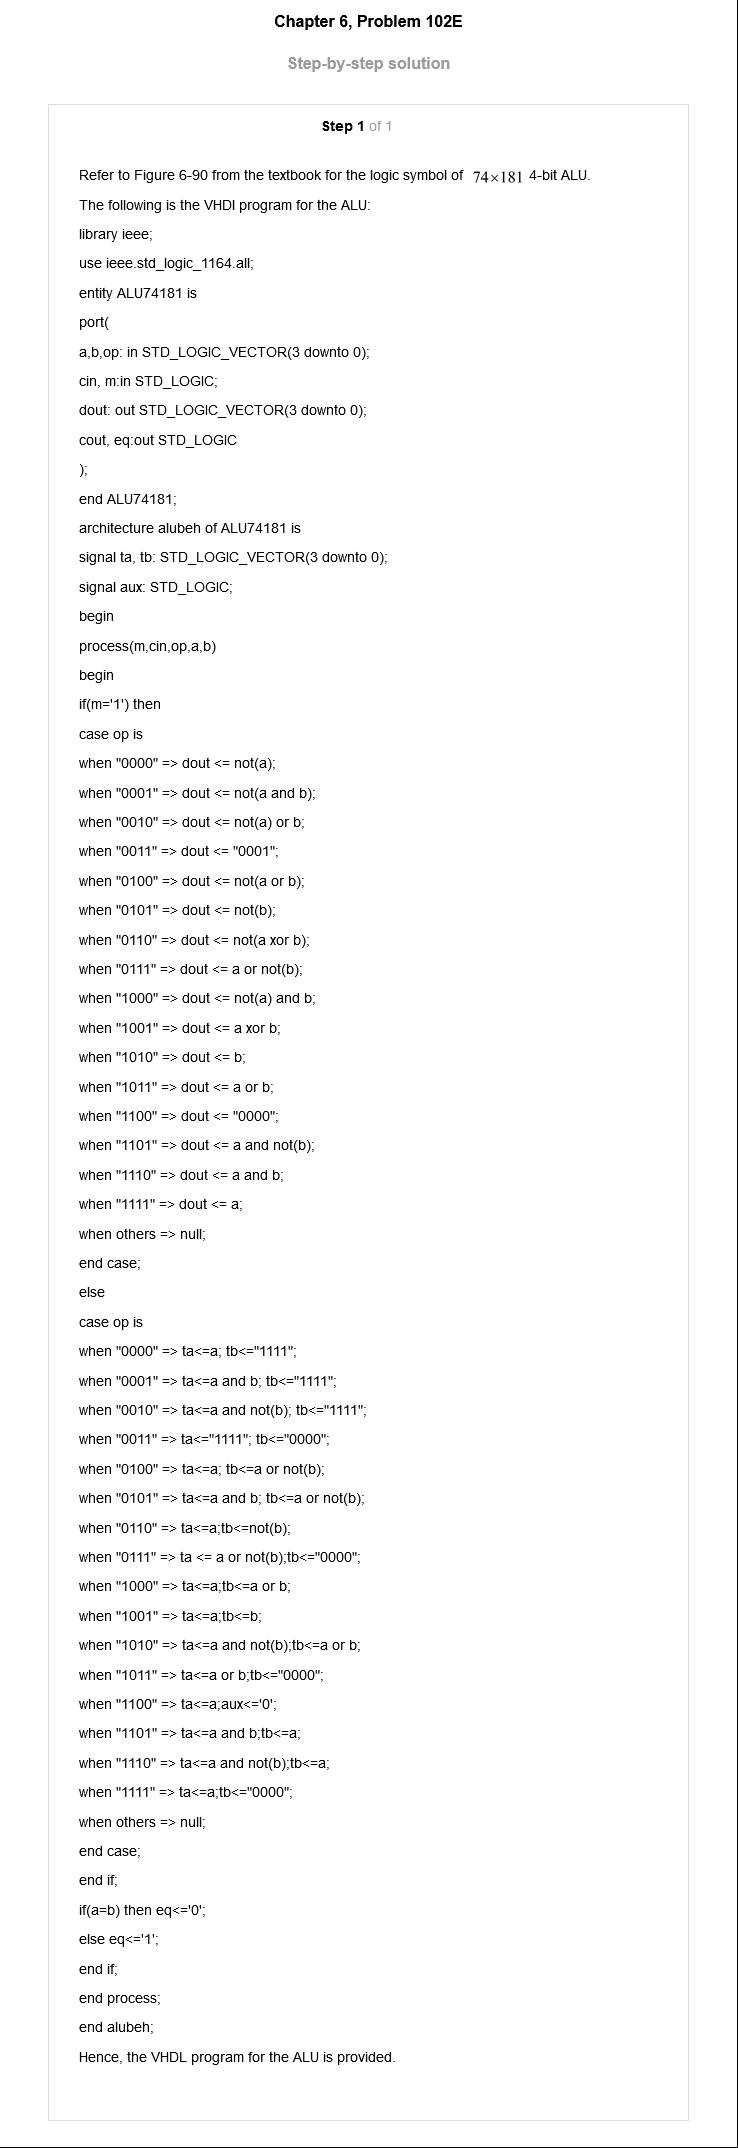 Chapter 6, Problem 102E
Step-by-step solution
Step 1 of 1
Refer to Figure 6-90 from the textbook for the logic symbol of 74×181 4-bit ALU.
The following is the VHDl program for the ALU:
library ieee;
use ieee.std_logic_1164.all;
entity ALU74181 is
port(
a,b,op: in STD_LOGIC_VECTOR(3 downto 0);
cin, m:in STD_LOGIC;
dout: out STD_LOGIC_VECTOR(3 downto 0);
cout, eq:out STD_LOGIC
);
end ALU74181;
architecture alubeh of ALU74181 is
signal ta, tb: STD_LOGIC_VECTOR(3 downto 0);
signal aux: STD_LOGIC;
begin
process(m,cin,op,a,b)
begin
if(m='1') then
case op is
when "0000" => dout <= not(a);
when "0001" => dout <= not(a and b);
when "0010" => dout <= not(a) or b;
when "0011" => dout <= "0001";
when "0100" => dout <= not(a or b);
when "0101" => dout <= not(b);
when "0110" => dout <= not(a xor b);
when "0111" => dout <= a or not(b);
when "1000" => dout <= not(a) and b;
when "1001" => dout <= a xor b;
when "1010" => dout <= b;
when "1011" => dout <= a or b;
when "1100" => dout <= "0000";
when "1101" => dout <= a and not(b);
when "1110" => dout <= a and b;
when "1111" => dout <= a;
when others => null;
end case;
else
case op is
when "0000" => ta<=a; tb<="1111";
when "0001" => ta<=a and b; tb<="1111";
when "0010" => ta<=a and not(b); tb<="1111";
when "0011" => ta<="1111"; tb<="0000";
when "0100" => ta<=a; tb<=a or not(b);
when "0101" => ta<=a and b; tb<=a or not(b);
when "0110" => ta<=a;tb<=not(b);
when "0111" => ta <= a or not(b);tb<="0000";
when "1000" => ta<=a;tb<=a or b;
when "1001" => ta<=a;tb<=b;
when "1010" => ta<=a and not(b);tb<=a or b;
when "1011" => ta<=a or b;tb<="0000";
when "1100" => ta<=a;aux<='0';
when "1101" => ta<=a and b;tb<=a;
when "1110" => ta<=a and not(b);tb<=a;
when "1111" => ta<=a;tb<="0000";
when others => null;
end case;
end if;
if(a=b) then eq<='0';
else eq<='1';
end if;
end process;
end alubeh;
Hence, the VHDL program for the ALU is provided.